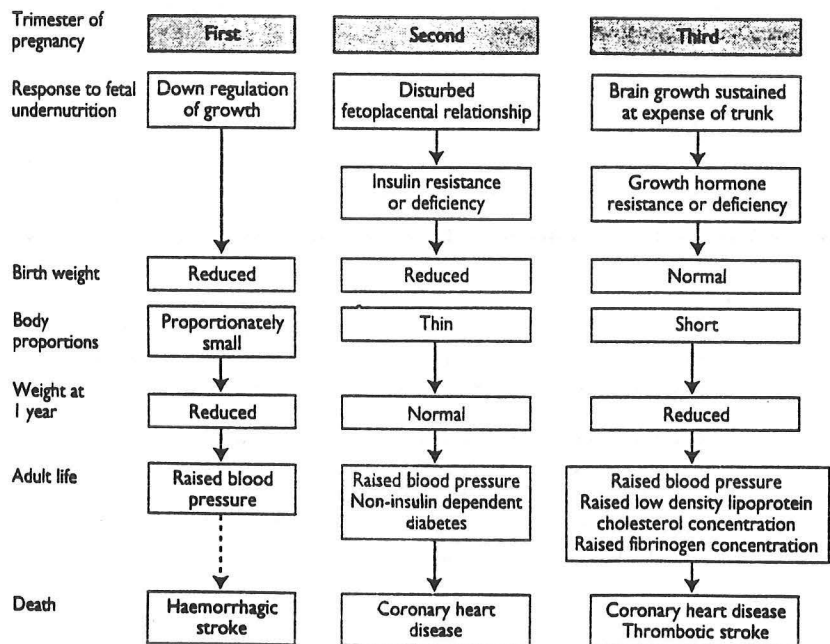 Trimester of
pregnancy
First
Second
Third
Response to fetal
undernutrition
Down regulation
of growth
Disturbed
fetoplacental relationship
Brain growth sustained
at expense of trunk
Insulin resistance
or deficiency
Growth hormone
resistance or deficiency
Birth weight
Reduced
Reduced
Normal
Body
proportions
Proportionately
small
Thin
Short
Weight at
1 year
Reduced
Normal
Reduced
Adult life
Raised blood
pressure
Raised blood pressure
Non-insulin dependent
diabetes
Raised blood pressure
Raised low density lipoprotein
cholesterol concentration
Raised fibrinogen concentration
Death
Haemorrhagic
stroke
Coronary heart
disease
Coronary heart disease
Thrombotic stroke